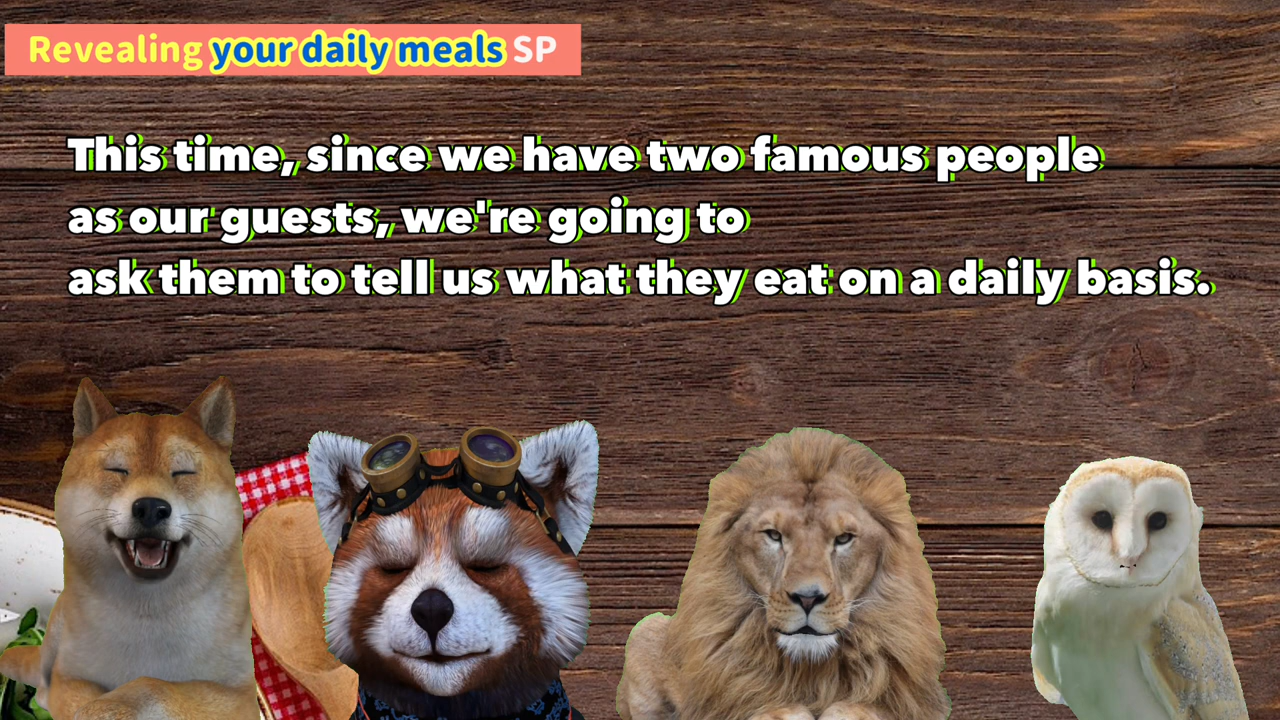 Revealing your daily meals SP
This time, since we have two famous people
as our guests, we're going to
ask them to tell us what they eat on a daily basis.